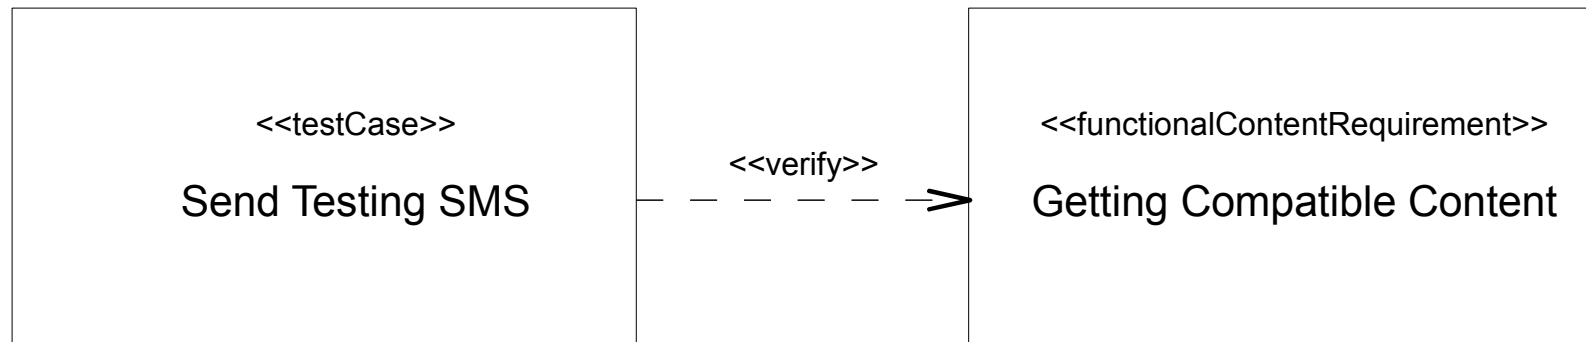 <<testCase>>
Send Testing SMS
<<verify>>
<<functionalContentRequirement>>
Getting Compatible Content